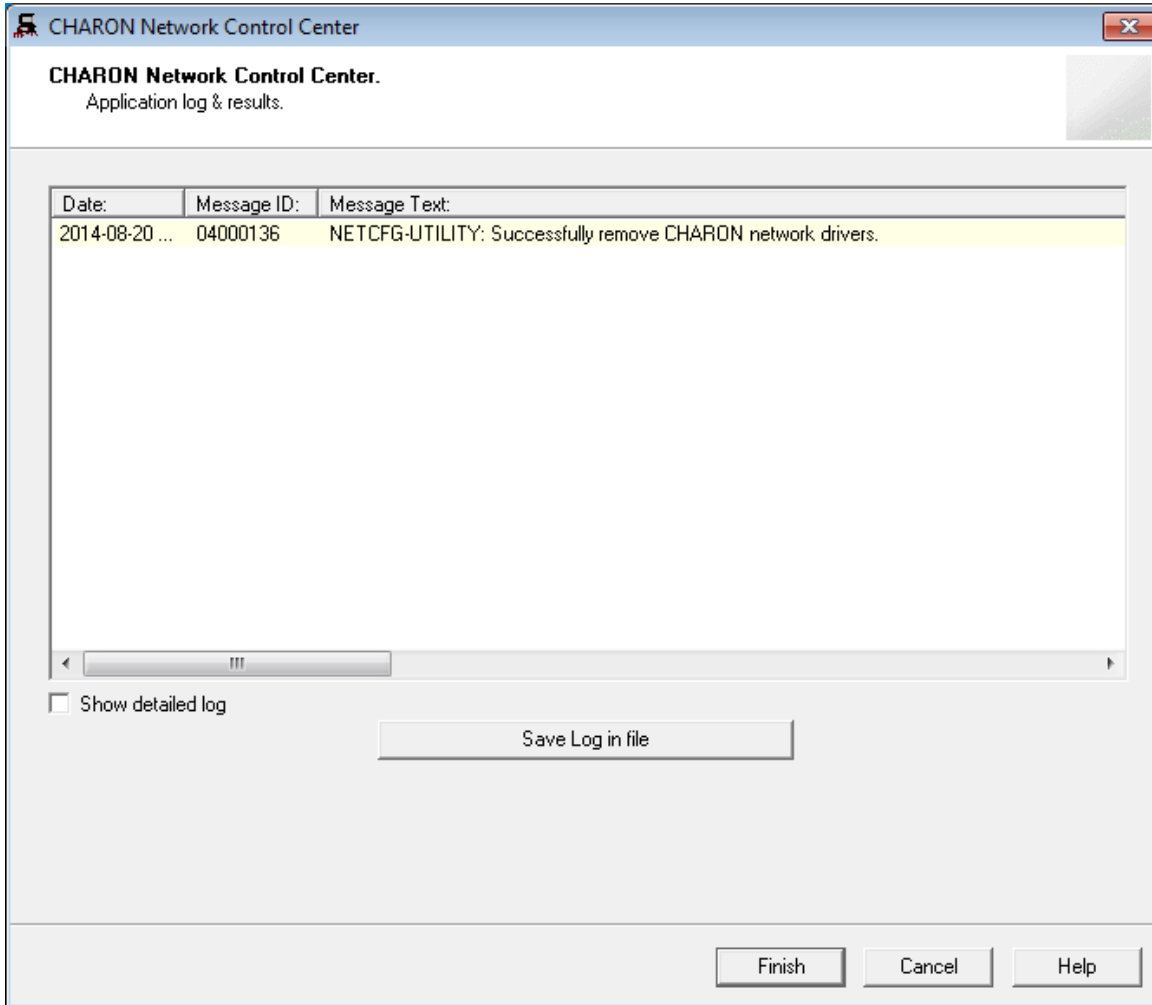 CHARON Network Control Center
CHARON Network Control Center.
Application log & results.
Date: Message ID: Message Text:
2014-08-20 ... 04000136 NETCFG-UTILITY: Successfully remove CHARON network drivers.
Show detailed log
Save Log in file
Finish Cancel Help